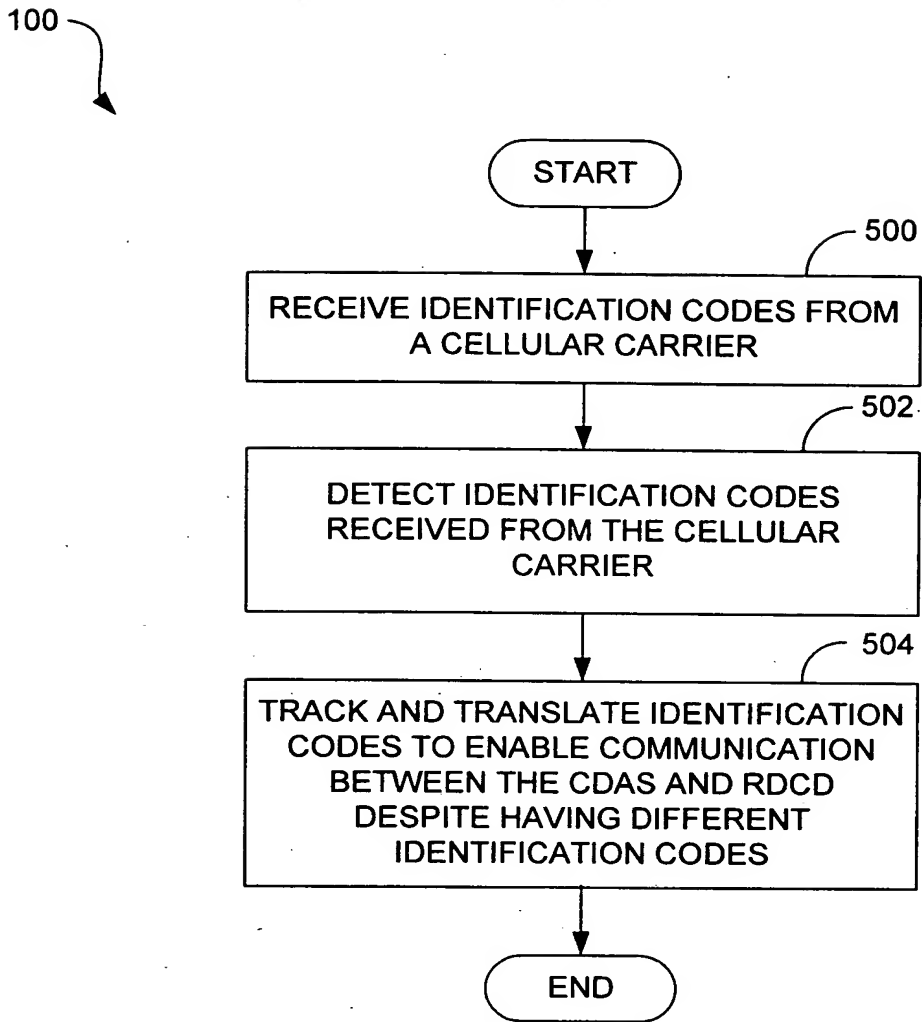 100
START
500
RECEIVE IDENTIFICATION CODES FROM
A CELLULAR CARRIER
502
DETECT IDENTIFICATION CODES
RECEIVED FROM THE CELLULAR
CARRIER
504
TRACK AND TRANSLATE IDENTIFICATION
CODES TO ENABLE COMMUNICATION
BETWEEN THE CDAS AND RDCD
DESPITE HAVING DIFFERENT
IDENTIFICATION CODES
END